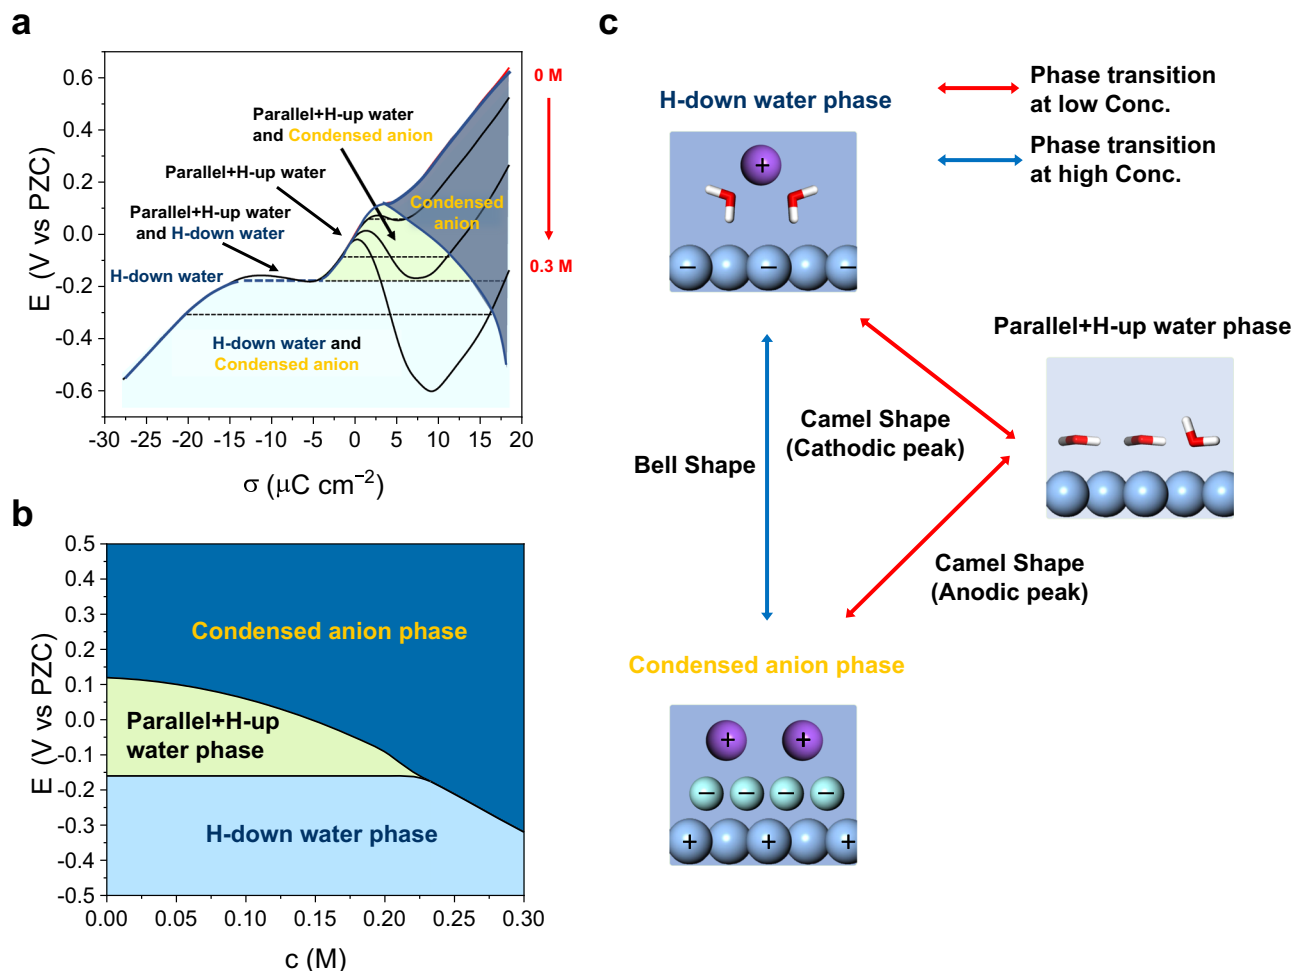 a
0.6
0.4
0.2
0.0
-0.2
-0.4
-0.6
E (V vs PZC)
-30 -25 -20 -15 -10 -5 0 5 10 15 20
σ (μC cm−2)
0 M
0.3 M
Parallel+H-up water
and Condensed anion
Parallel+H-up water
Parallel+H-up water
and H-down water
H-down water
Condensed
anion
H-down water and
Condensed anion
b
0.5
0.4
0.3
0.2
0.1
0.0
-0.1
-0.2
-0.3
-0.4
-0.5
E (V vs PZC)
Condensed anion phase
Parallel+H-up
water phase
H-down water phase
0.00 0.05 0.10 0.15 0.20 0.25 0.30
c (M)
c
Phase transition
at low Conc.
Phase transition
at high Conc.
H-down water phase
+
− − −
Parallel+H-up water phase
Camel Shape
(Cathodic peak)
Bell Shape
Camel Shape
(Anodic peak)
Condensed anion phase
+ +
− − − −
+ + +